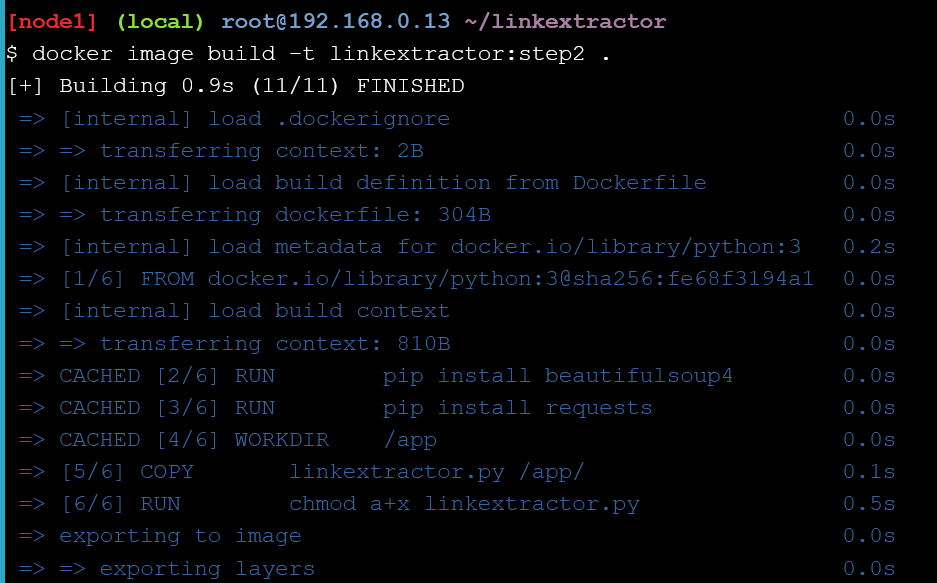 [node1] (local) root@192.168.0.13 ~/linkextractor
$ docker image build -t linkextractor:step2 .
[+] Building 0.9s (11/11) FINISHED
=> [internal] load .dockerignore 0.0s
=> => transferring context: 2B 0.0s
=> [internal] load build definition from Dockerfile 0.0s
=> => transferring dockerfile: 304B 0.0s
=> [internal] load metadata for docker.io/library/python:3 0.2s
=> [1/6] FROM docker.io/library/python:3@sha256:fe68f3194a1 0.0s
=> [internal] load build context 0.0s
=> => transferring context: 810B 0.0s
=> CACHED [2/6] RUN pip install beautifulsoup4 0.0s
=> CACHED [3/6] RUN pip install requests 0.0s
=> CACHED [4/6] WORKDIR /app 0.0s
=> [5/6] COPY linkextractor.py /app/ 0.1s
=> [6/6] RUN chmod a+x linkextractor.py 0.5s
=> exporting to image 0.0s
=> => exporting layers 0.0s